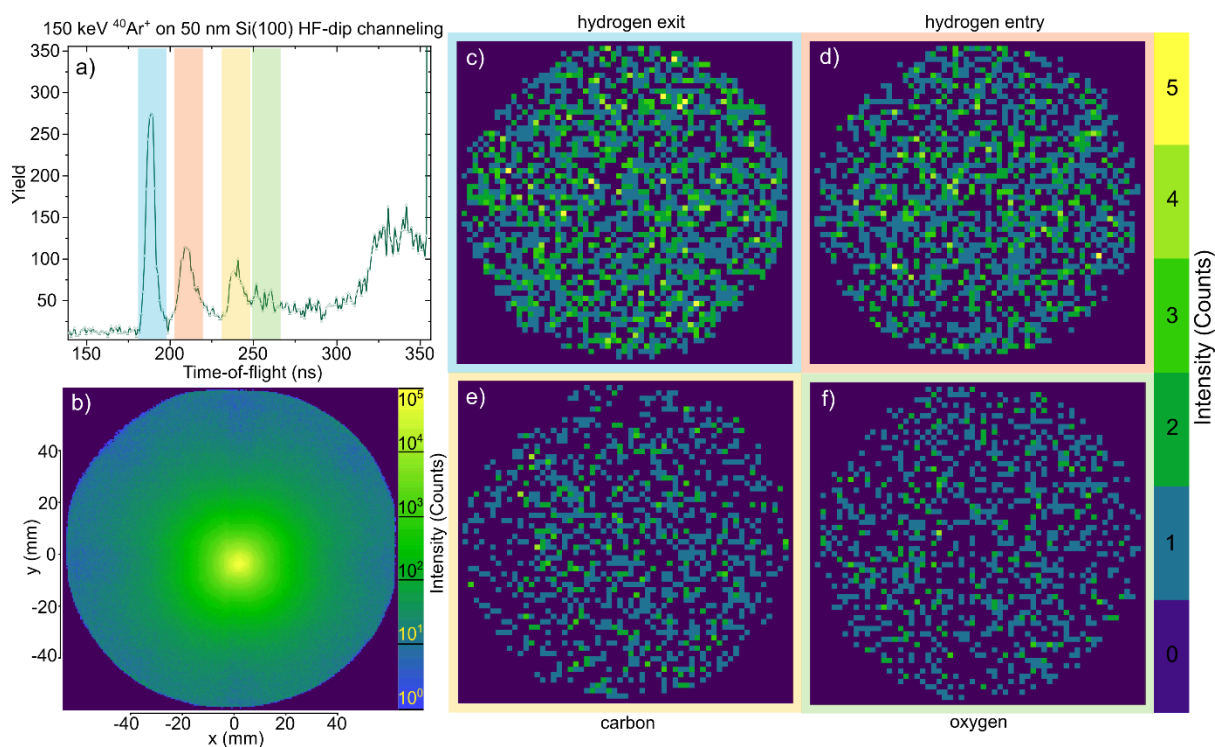 150 keV ⁴⁰Ar⁺ on 50 nm Si(100) HF-dip channeling
a)
350
300
250
200
150
100
50
Yield
150 200 250 300 350
Time-of-flight (ns)
b)
40
20
0
-20
-40
y (mm)
-40 -20 0 20 40
x (mm)
10⁵
10⁴
10³
10²
10¹
10⁰
Intensity (Counts)
hydrogen exit
c)
hydrogen entry
d)
e)
carbon
f)
oxygen
5
4
3
2
1
0
Intensity (Counts)